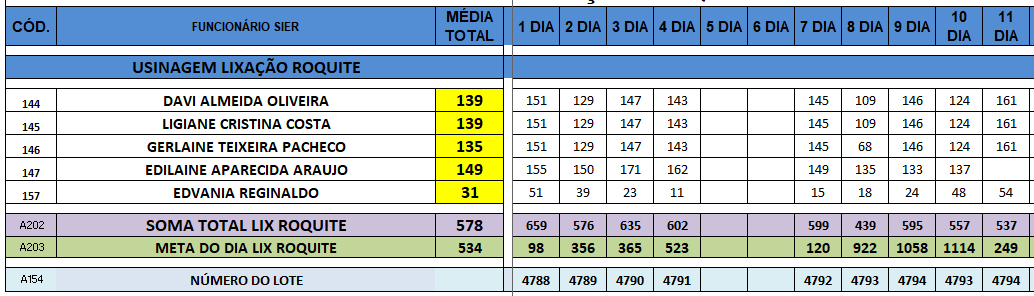 CÓD. FUNCIONÁRIO SIER MÉDIA TOTAL 1 DIA 2 DIA 3 DIA 4 DIA 5 DIA 6 DIA 7 DIA 8 DIA 9 DIA 10 DIA 11 DIA
USINAGEM LIXAÇÃO ROQUITE
144 DAVI ALMEIDA OLIVEIRA 139 151 129 147 143 145 109 146 124 161
145 LIGIANE CRISTINA COSTA 139 151 129 147 143 145 109 146 124 161
146 GERLAINE TEIXEIRA PACHECO 135 151 129 147 143 145 68 146 124 161
147 EDILAINE APARECIDA ARAUJO 149 155 150 171 162 149 135 133 137
157 EDVANIA REGINALDO 31 51 39 23 11 15 18 24 48 54
A202 SOMA TOTAL LIX ROQUITE 578 659 576 635 602 599 439 595 557 537
A203 META DO DIA LIX ROQUITE 534 98 356 365 523 120 922 1058 1114 249
A154 NÚMERO DO LOTE 4788 4789 4790 4791 4792 4793 4794 4793 4794